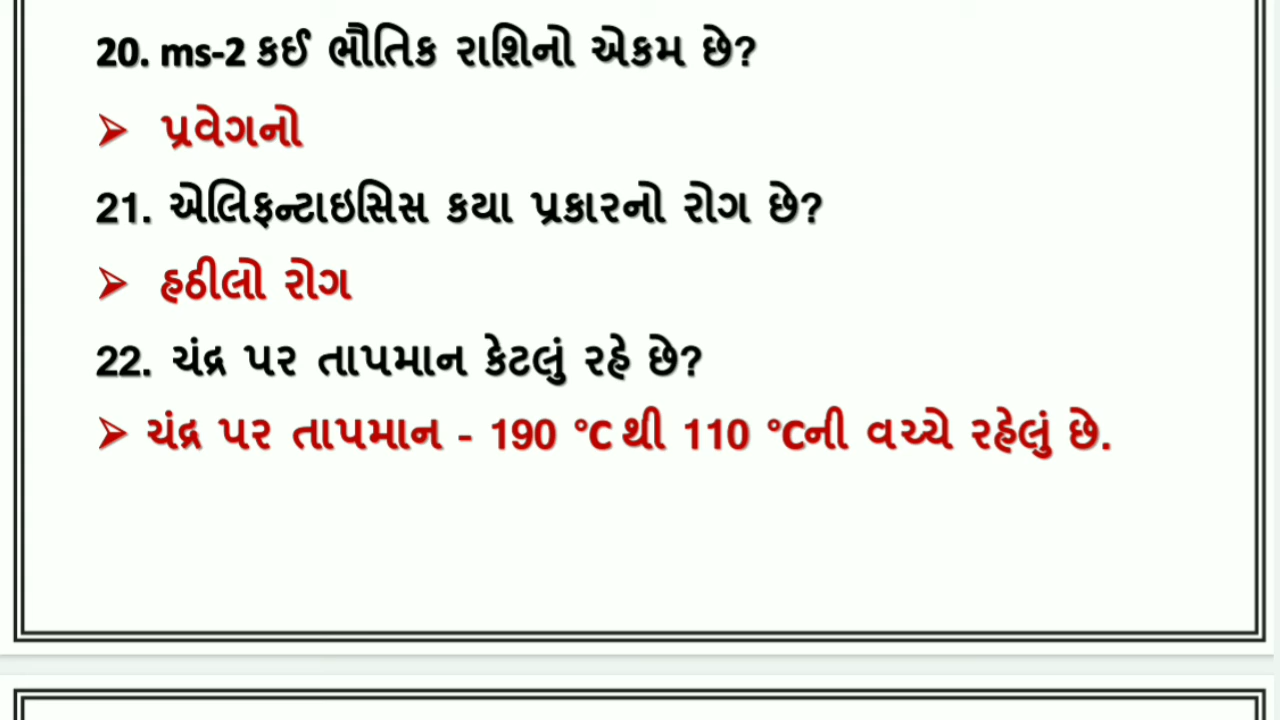 20. ms-2 કઈ ભૌતિક રાશિનો એકમ છે?
➢ પ્રવેગનો
21. એલિફન્ટાઇસિસ કયા પ્રકારનો રોગ છે?
➢ હઠીલો રોગ
22. ચંદ્ર પર તાપમાન કેટલું રહે છે?
➢ ચંદ્ર પર તાપમાન - 190 °C થી 110 °Cની વચ્ચે રહેલું છે.